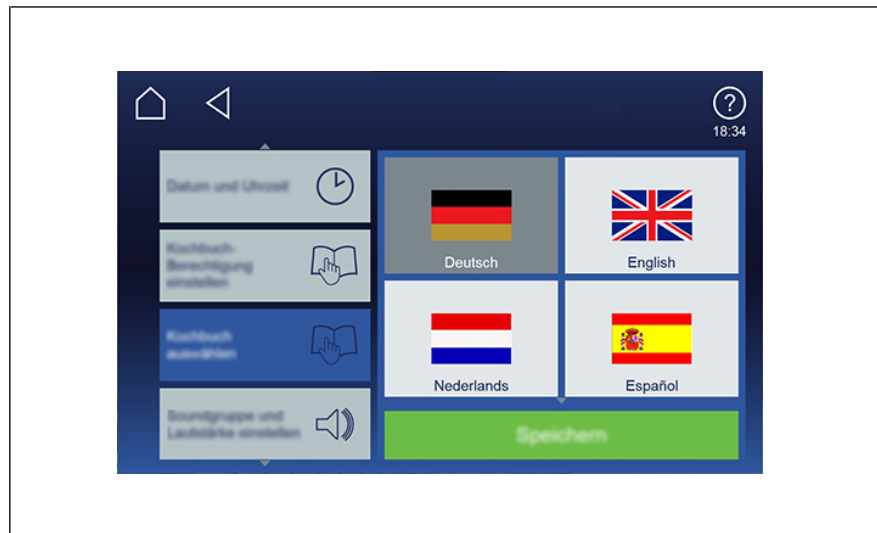 ?
18:34
Datum und Uhrzeit
Kochbuch-
Berechtigung
einstellen
Kochbuch
auswählen
Soundgruppe und
Lautstärke einstellen
Deutsch
English
Nederlands
Español
Speichern